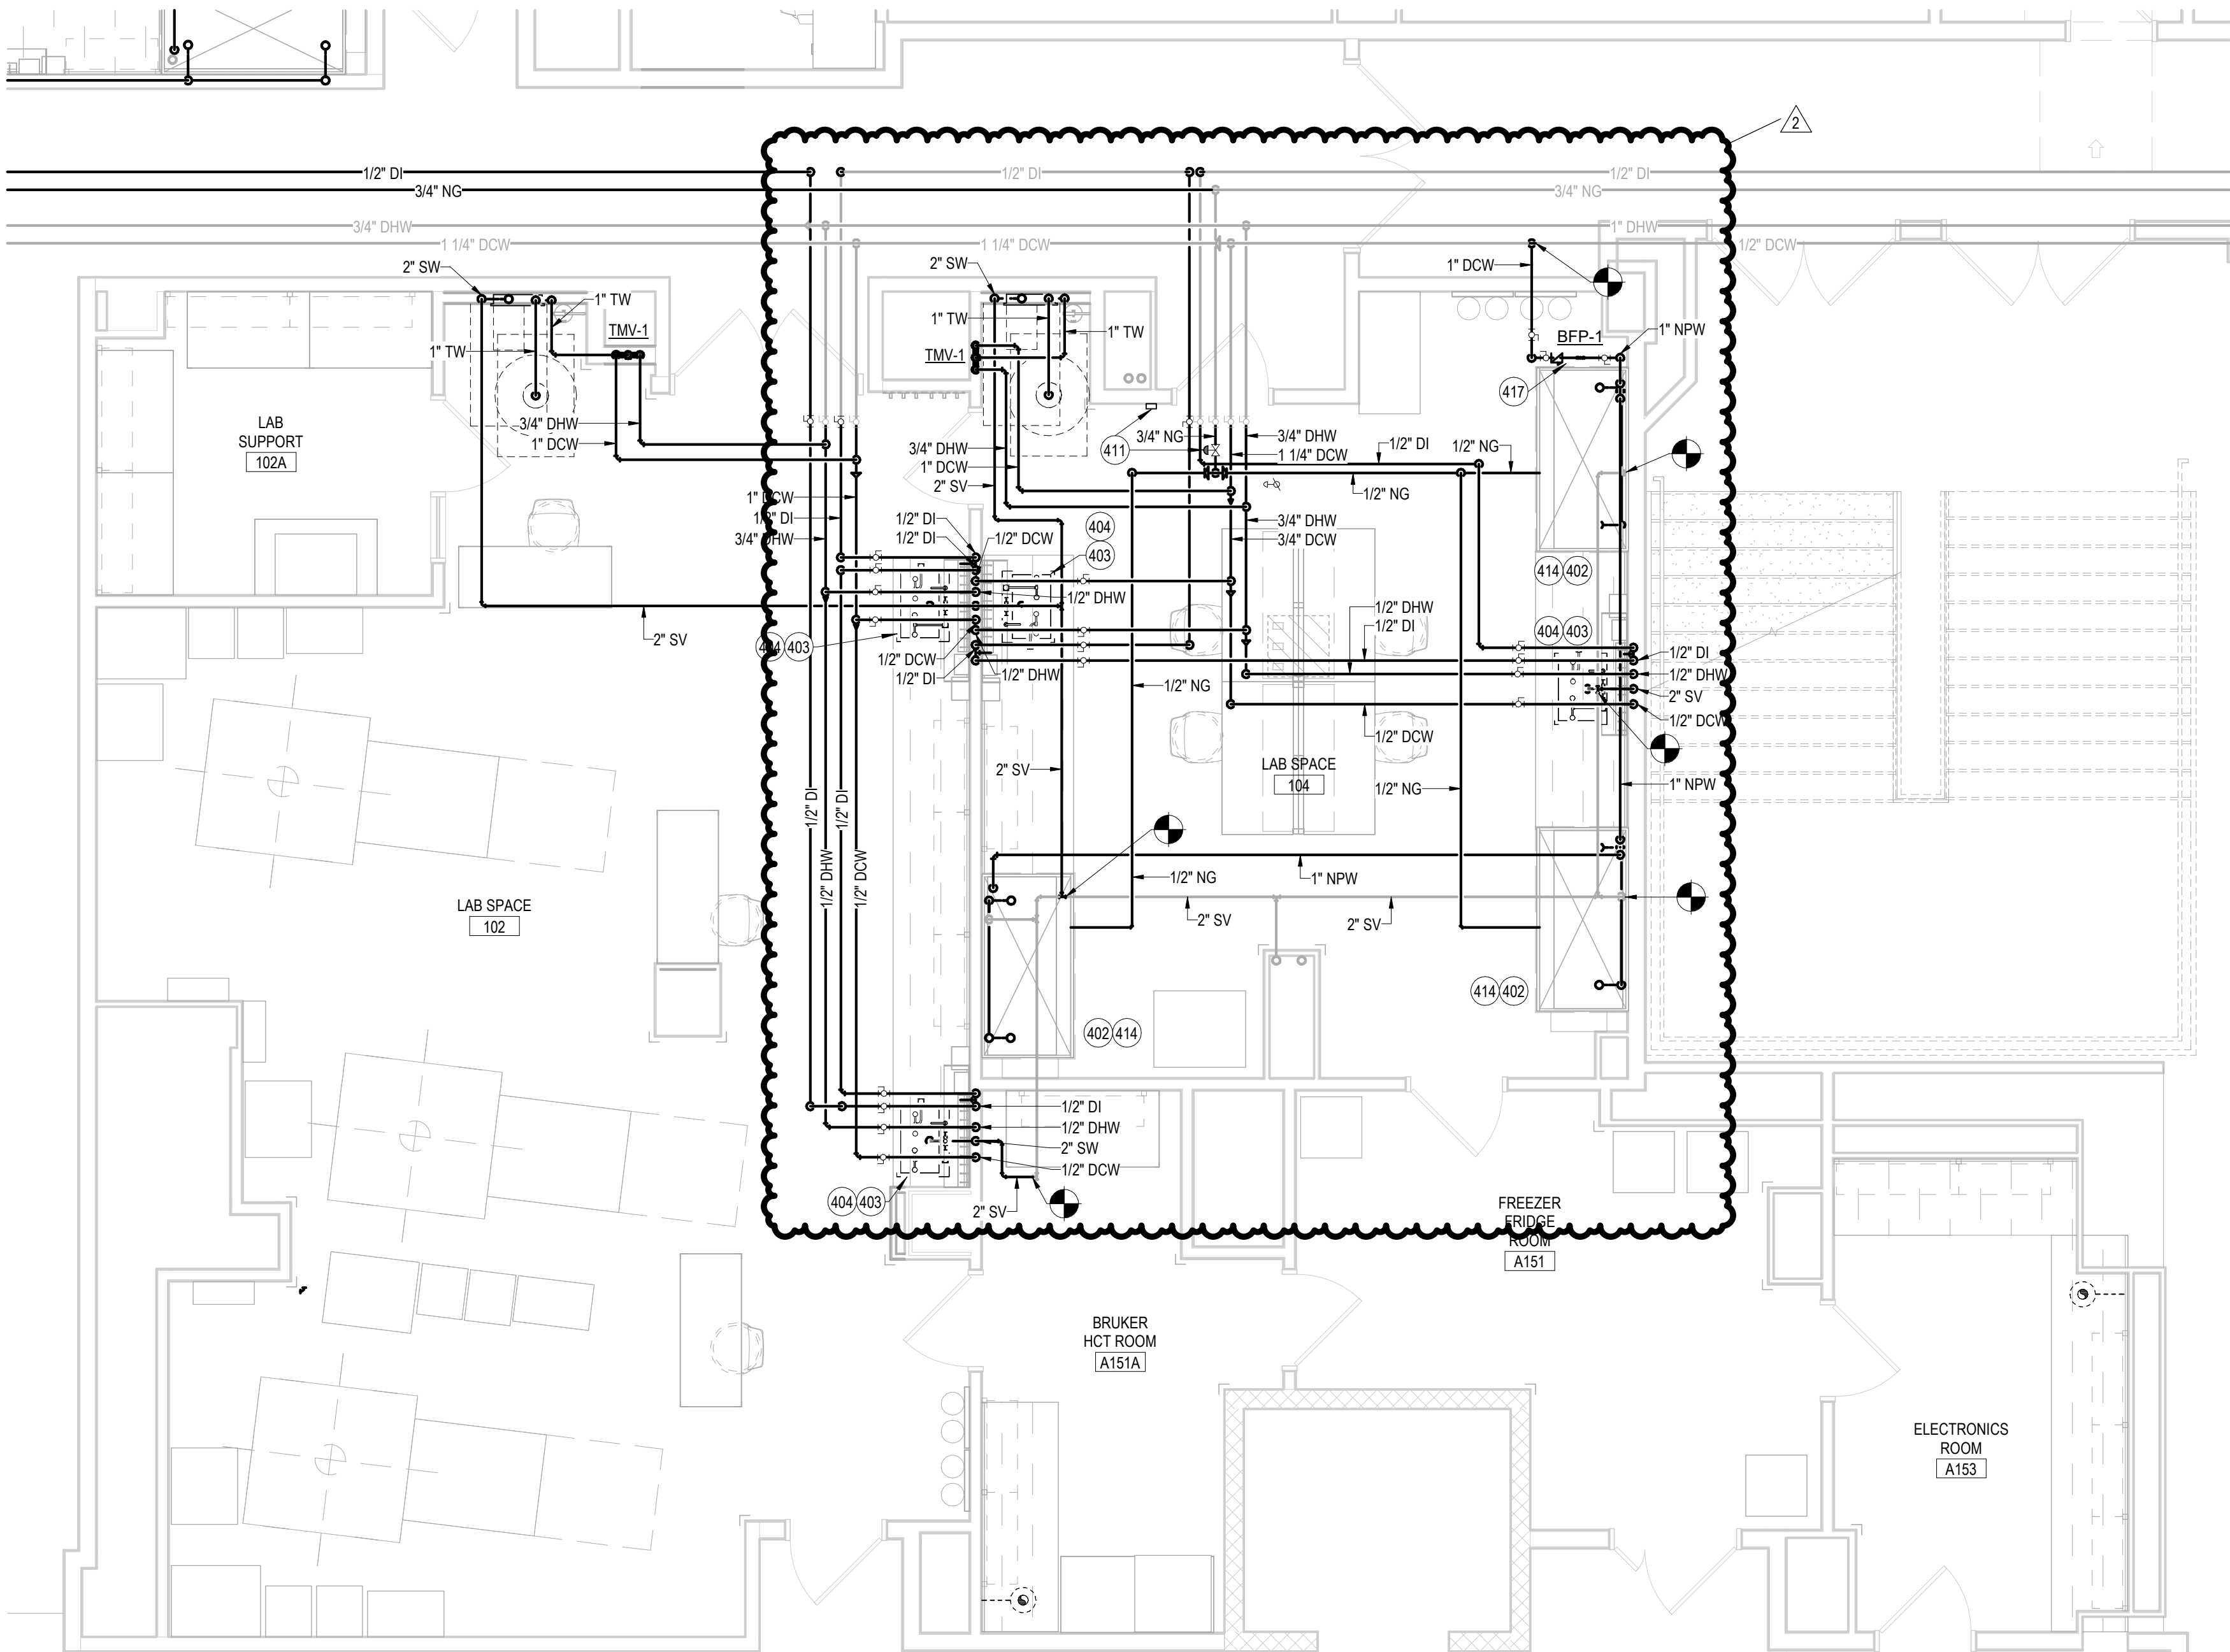 2
1/2" DI
1/2" DI
1/2" DI
3/4" NG
3/4" NG
3/4" DHW
1" DHW
1 1/4" DCW
1 1/4" DCW
1/2" DCW
2" SW
2" SW
1" DCW
1" TW
1" TW
1" TW
1" TW
TMV-1
TMV-1
BFP-1
1" NPW
417
LAB
SUPPORT
102A
3/4" DHW
1" DCW
3/4" DHW
1" DCW
2" SV
411
3/4" NG
3/4" DHW
1 1/4" DCW
1/2" DI
1/2" NG
1/2" NG
1" DCW
1/2" DI
3/4" DHW
1/2" DI
1/2" DI
1/2" DCW
404
403
3/4" DHW
3/4" DCW
414 402
1/2" DHW
1/2" DHW
1/2" DI
404 403
2" SV
404 403
1/2" DCW
1/2" DI
1/2" DHW
1/2" DI
1/2" DHW
2" SV
1/2" DCW
1/2" NG
1/2" DCW
2" SV
LAB SPACE
104
1/2" NG
1" NPW
1/2" DI
1/2" DI
1/2" DHW
1/2" DCW
1/2" NG
1" NPW
LAB SPACE
102
2" SV
2" SV
402 414
414 402
1/2" DI
1/2" DHW
2" SW
1/2" DCW
404 403
2" SV
FREEZER
FRIDGE
ROOM
A151
BRUKER
HCT ROOM
A151A
ELECTRONICS
ROOM
A153